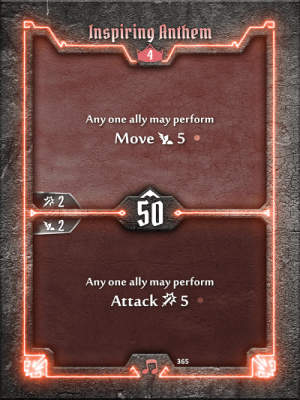 Inspiring Anthem
4
Any one ally may perform
Move 5
2
50
2
Any one ally may perform
Attack 5
365